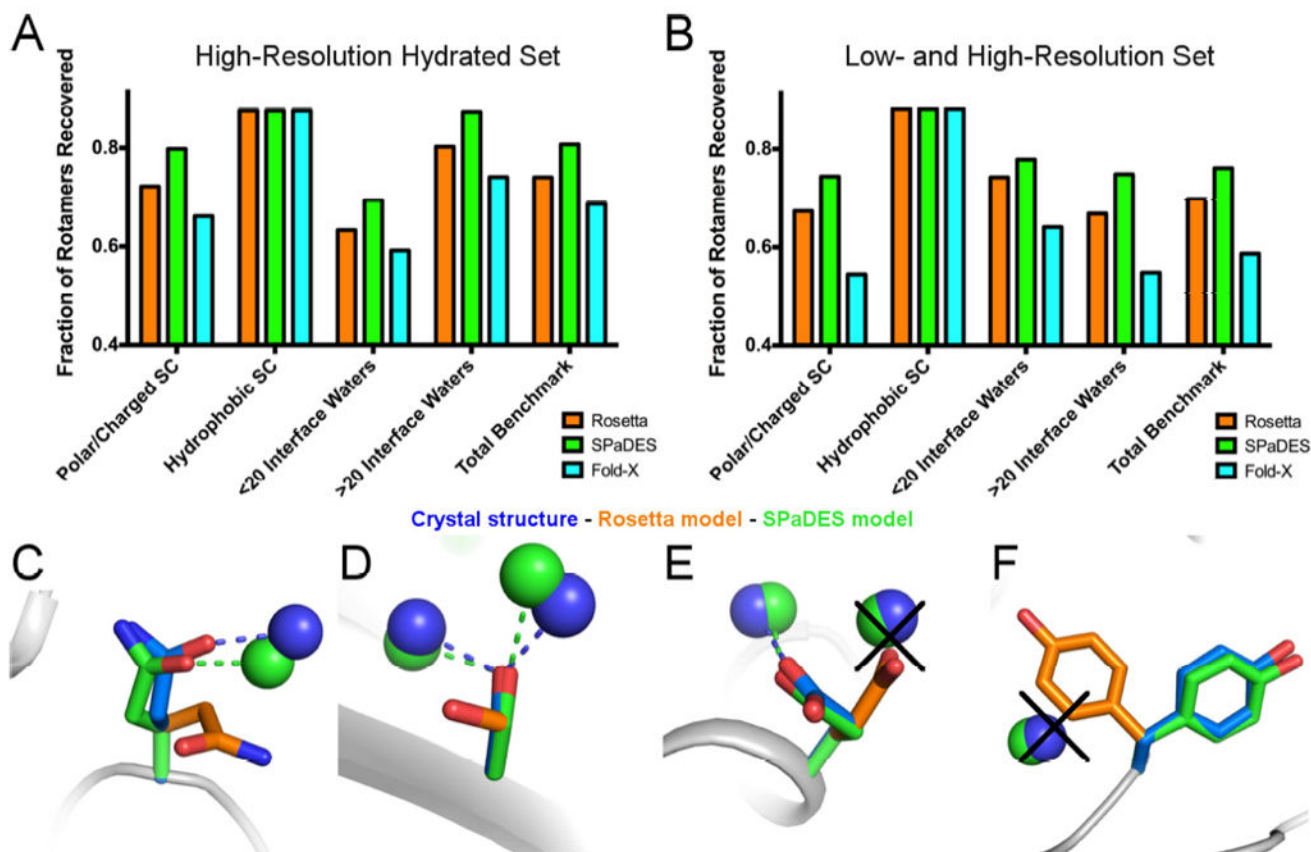 A
High-Resolution Hydrated Set
Fraction of Rotamers Recovered
0.8
0.6
0.4
Polar/Charged SC
Hydrophobic SC
<20 Interface Waters
>20 Interface Waters
Total Benchmark
Rosetta
SPaDES
Fold-X
B
Low- and High-Resolution Set
Fraction of Rotamers Recovered
0.8
0.6
0.4
Polar/Charged SC
Hydrophobic SC
<20 Interface Waters
>20 Interface Waters
Total Benchmark
Rosetta
SPaDES
Fold-X
Crystal structure - Rosetta model - SPaDES model
C
D
E
F